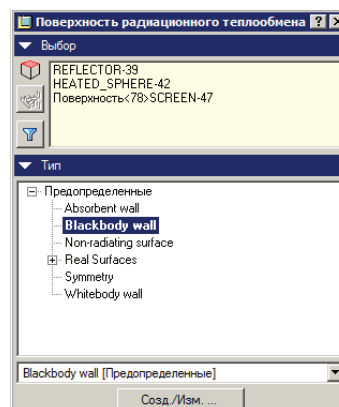 Поверхность радиационного теплообмена
Выбор
REFLECTOR-39
HEATED_SPHERE-42
Поверхность<78>SCREEN-47
Тип
Предопределенные
Absorbent wall
Blackbody wall
Non-radiating surface
Real Surfaces
Symmetry
Whitebody wall
Blackbody wall [Предопределенные]
Созд./Изм. ...